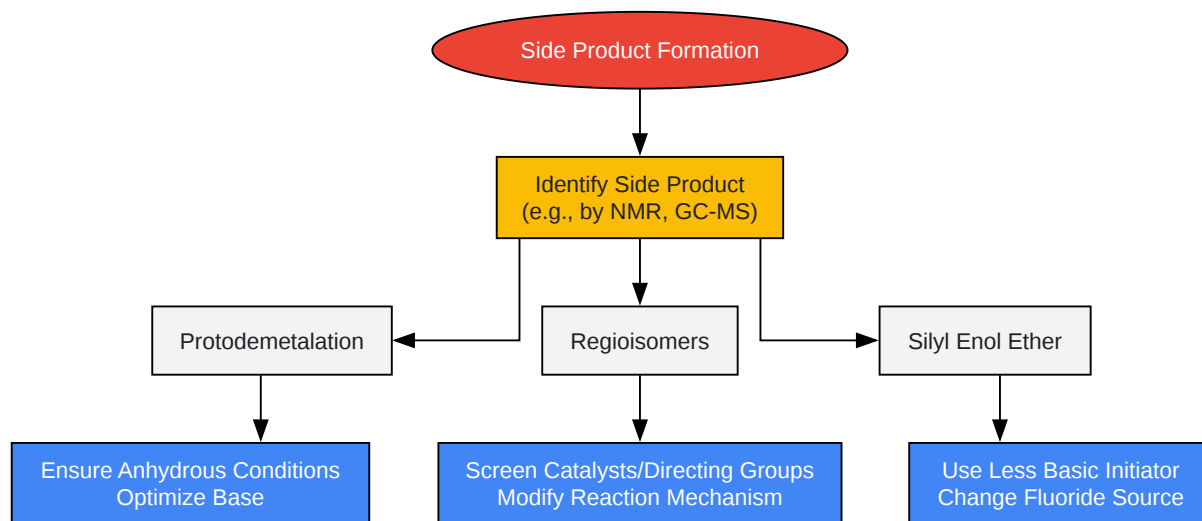 Side Product Formation
Identify Side Product
(e.g., by NMR, GC-MS)
Protodemetalation
Regioisomers
Silyl Enol Ether
Ensure Anhydrous Conditions
Optimize Base
Screen Catalysts/Directing Groups
Modify Reaction Mechanism
Use Less Basic Initiator
Change Fluoride Source